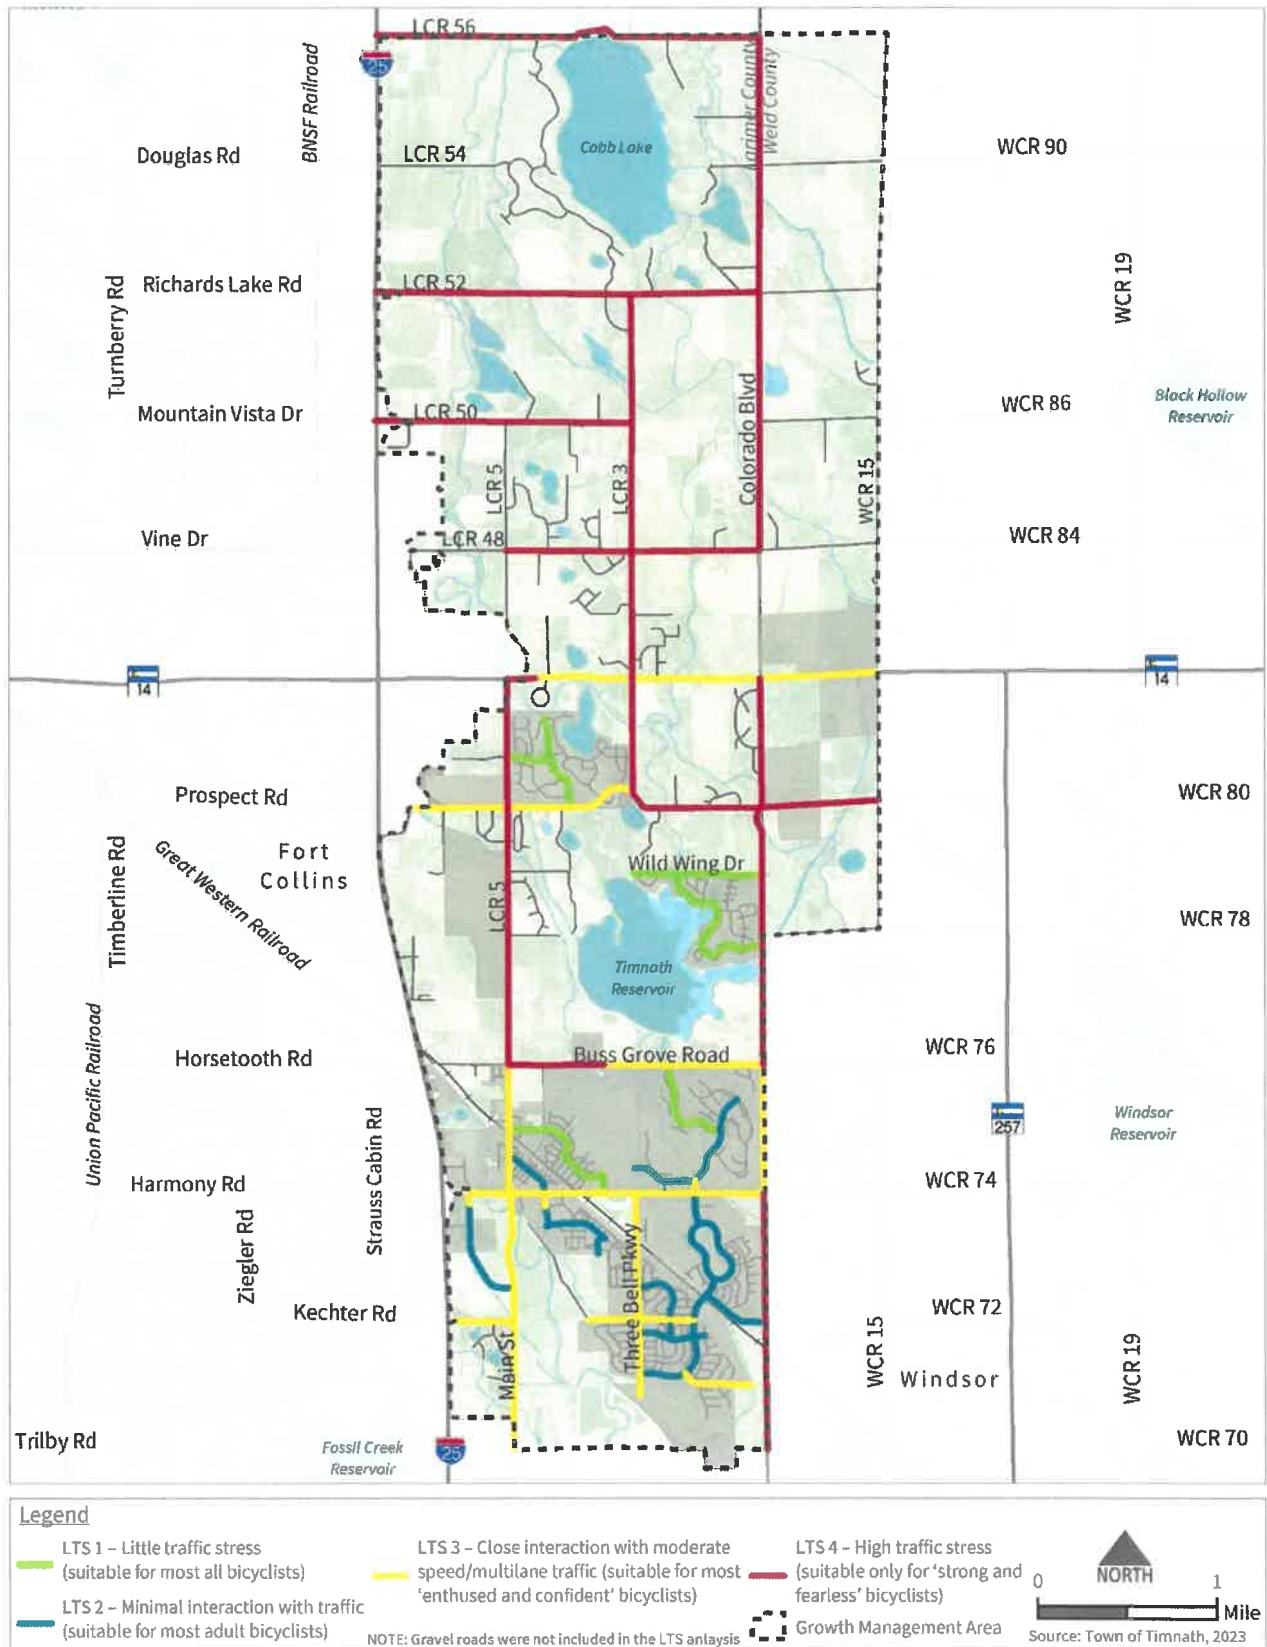 LCR 56
25
BNSF Railroad
Larimer County
Weld County
Douglas Rd
LCR 54
Cobb Lake
WCR 90
Turnberry Rd
Richards Lake Rd
LCR 52
WCR 19
Mountain Vista Dr
LCR 50
Colorado Blvd
WCR 86
Black Hollow
Reservoir
LCR 5
LCR 3
WCR 15
Vine Dr
LCR 48
WCR 84
14
14
Prospect Rd
WCR 80
Timberline Rd
Great Western Railroad
Fort
Collins
LCR 5
Wild Wing Dr
WCR 78
Timnath
Reservoir
Union Pacific Railroad
Horsetooth Rd
Buss Grove Road
WCR 76
Strauss Cabin Rd
257
Windsor
Reservoir
Harmony Rd
WCR 74
Ziegler Rd
Three Bell Pkwy
Kechter Rd
WCR 72
Main St
WCR 15
Windsor
WCR 19
Trilby Rd
Fossil Creek
Reservoir
25
WCR 70
Legend
LTS 1 – Little traffic stress
(suitable for most all bicyclists)
LTS 2 – Minimal interaction with traffic
(suitable for most adult bicyclists)
LTS 3 – Close interaction with moderate
speed/multilane traffic (suitable for most
'enthused and confident' bicyclists)
NOTE: Gravel roads were not included in the LTS anlaysis
LTS 4 – High traffic stress
(suitable only for 'strong and
fearless' bicyclists)
Growth Management Area
NORTH
0 1
Mile
Source: Town of Timnath, 2023